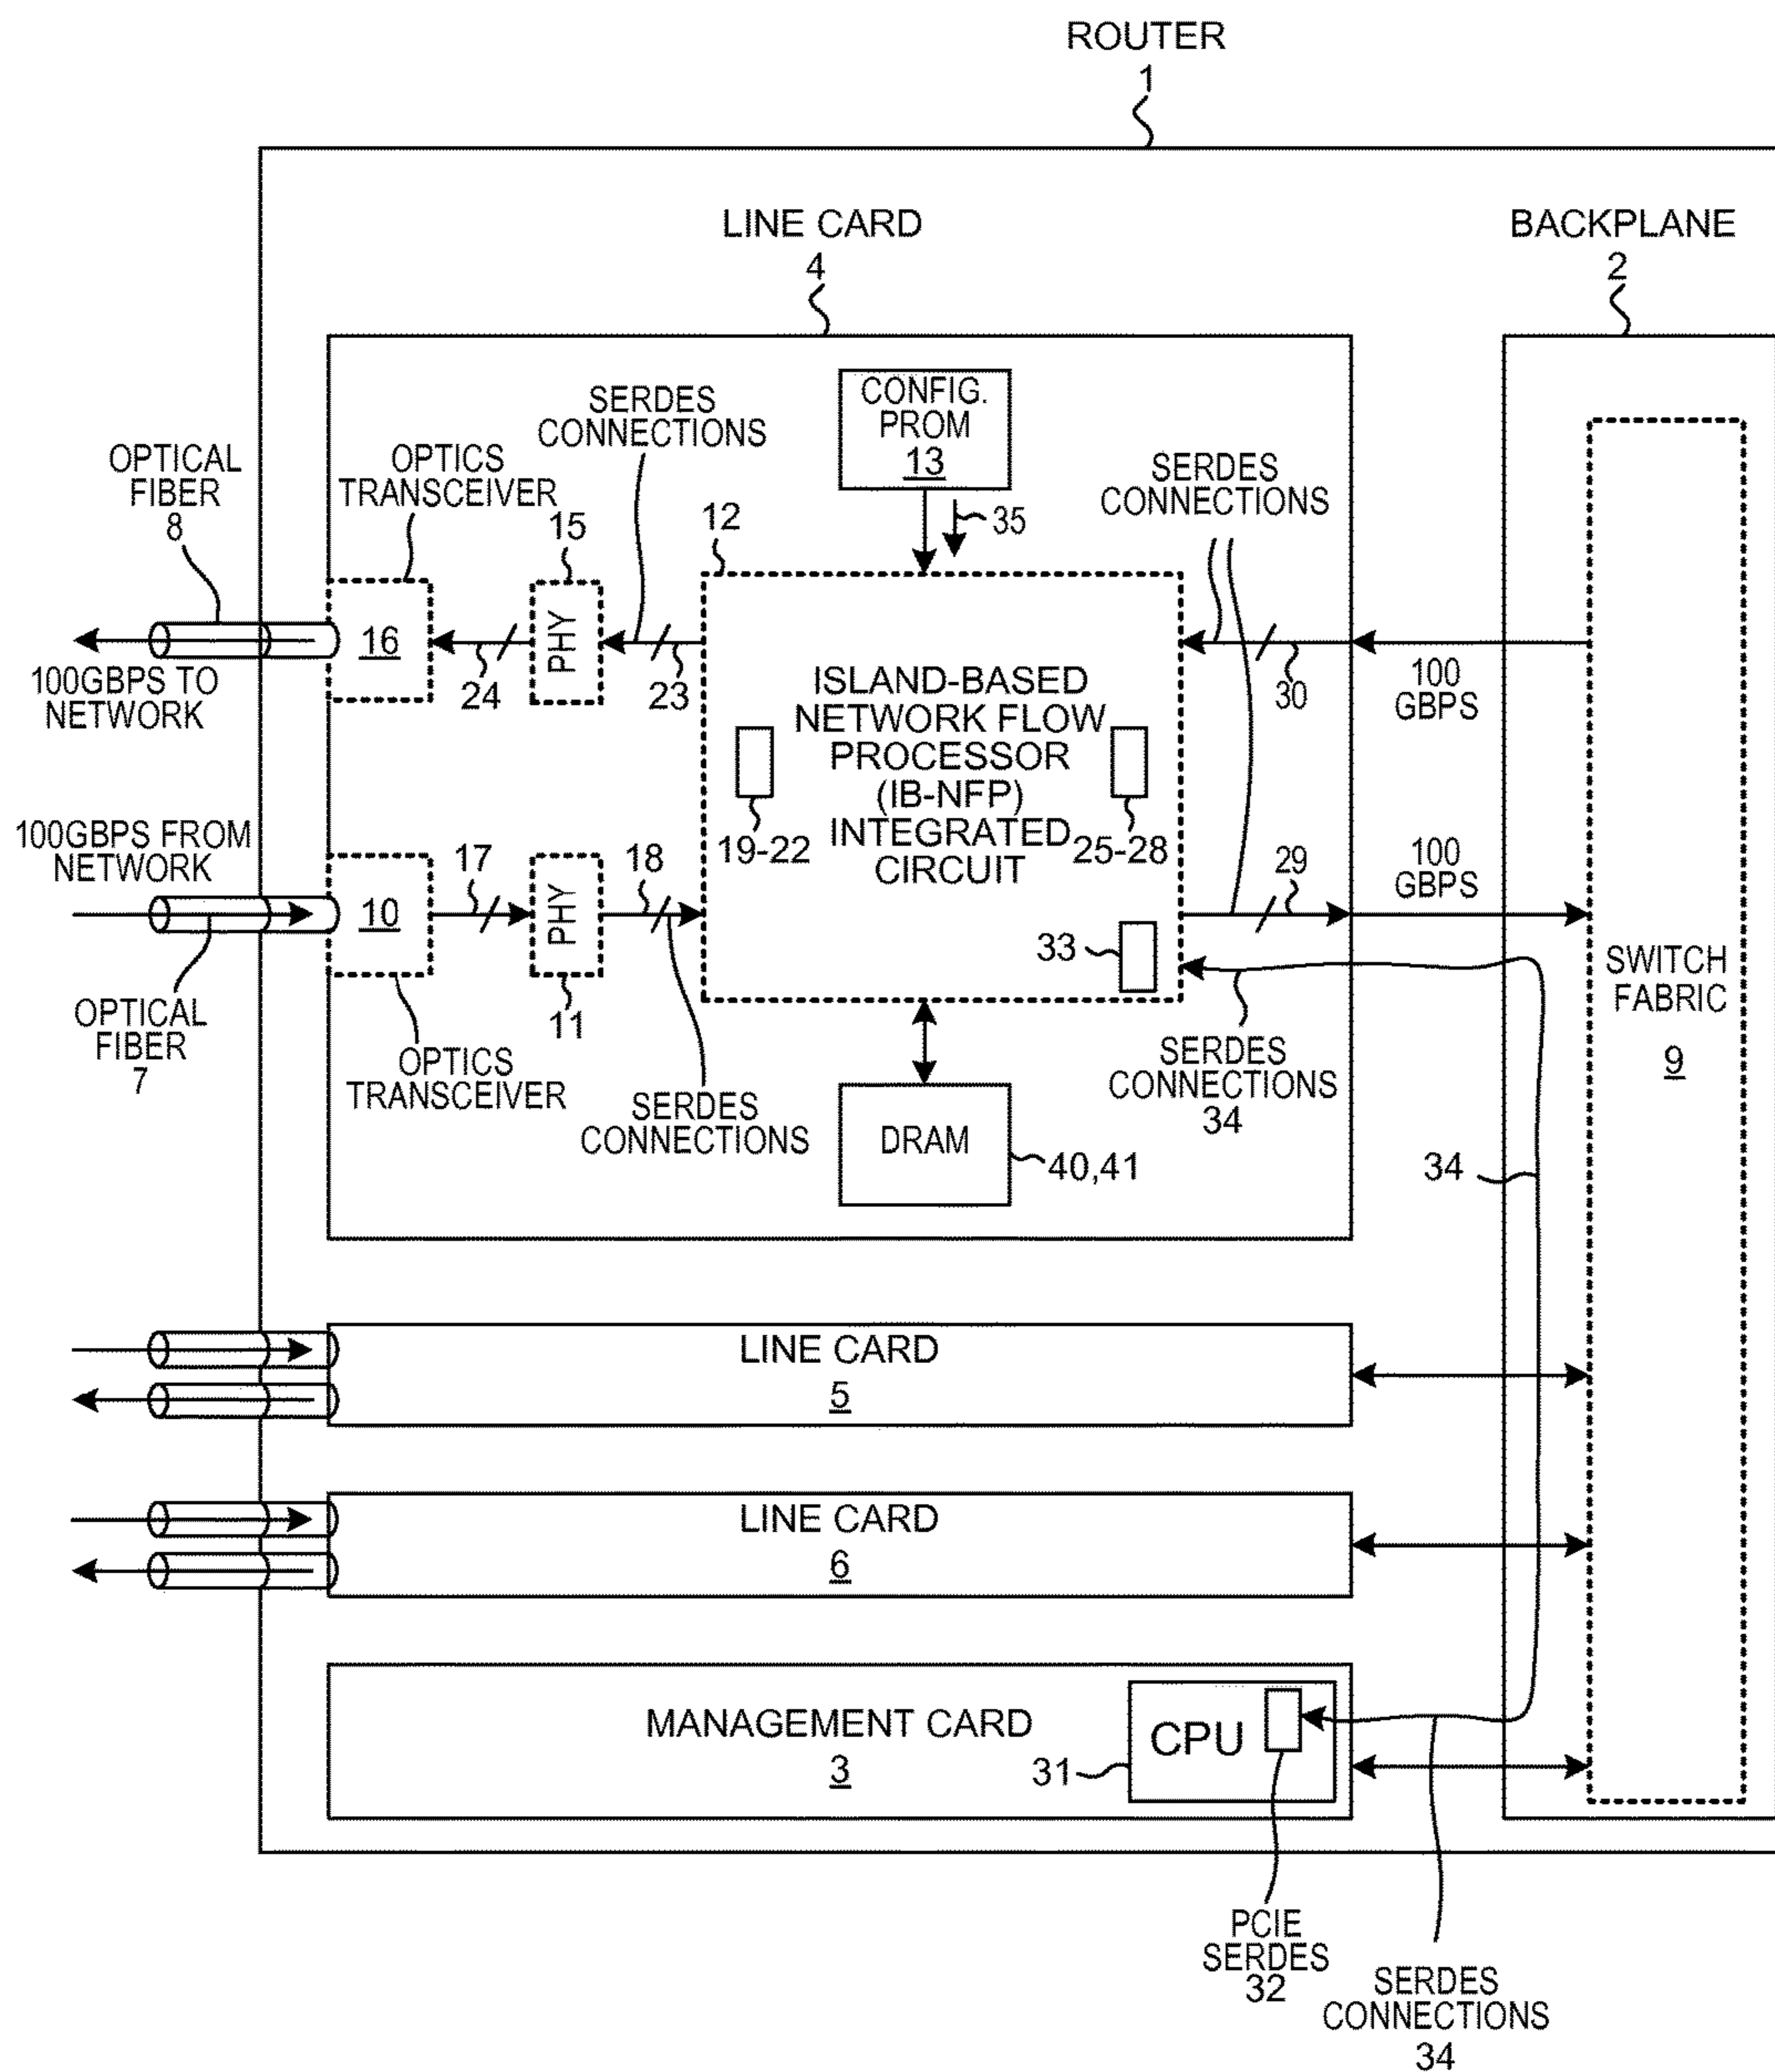 ROUTER
1
LINE CARD
4
BACKPLANE
2
CONFIG.
PROM
13
SERDES
CONNECTIONS
OPTICS
TRANSCEIVER
OPTICAL
FIBER
8
SERDES
CONNECTIONS
35
12
15
16
PHY
24
23
30
100
GBPS
100GBPS TO
NETWORK
ISLAND-BASED
NETWORK FLOW
PROCESSOR
(IB-NFP)
INTEGRATED
CIRCUIT
19-22
25-28
100GBPS FROM
NETWORK
17
18
29
100
GBPS
10
PHY
11
33
SWITCH
FABRIC
9
OPTICAL
FIBER
7
OPTICS
TRANSCEIVER
SERDES
CONNECTIONS
SERDES
CONNECTIONS
34
DRAM
40,41
34
LINE CARD
5
LINE CARD
6
MANAGEMENT CARD
3
31
CPU
PCIE
SERDES
32
SERDES
CONNECTIONS
34